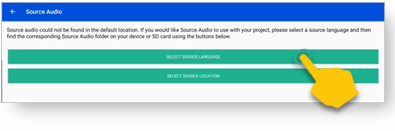 Source Audio
Source audio could not be found in the default location. If you would like Source Audio to use with your project, please select a source language and then
find the corresponding Source Audio folder on your device or SD card using the buttons below.
SELECT SOURCE LANGUAGE
SELECT SOURCE LOCATION